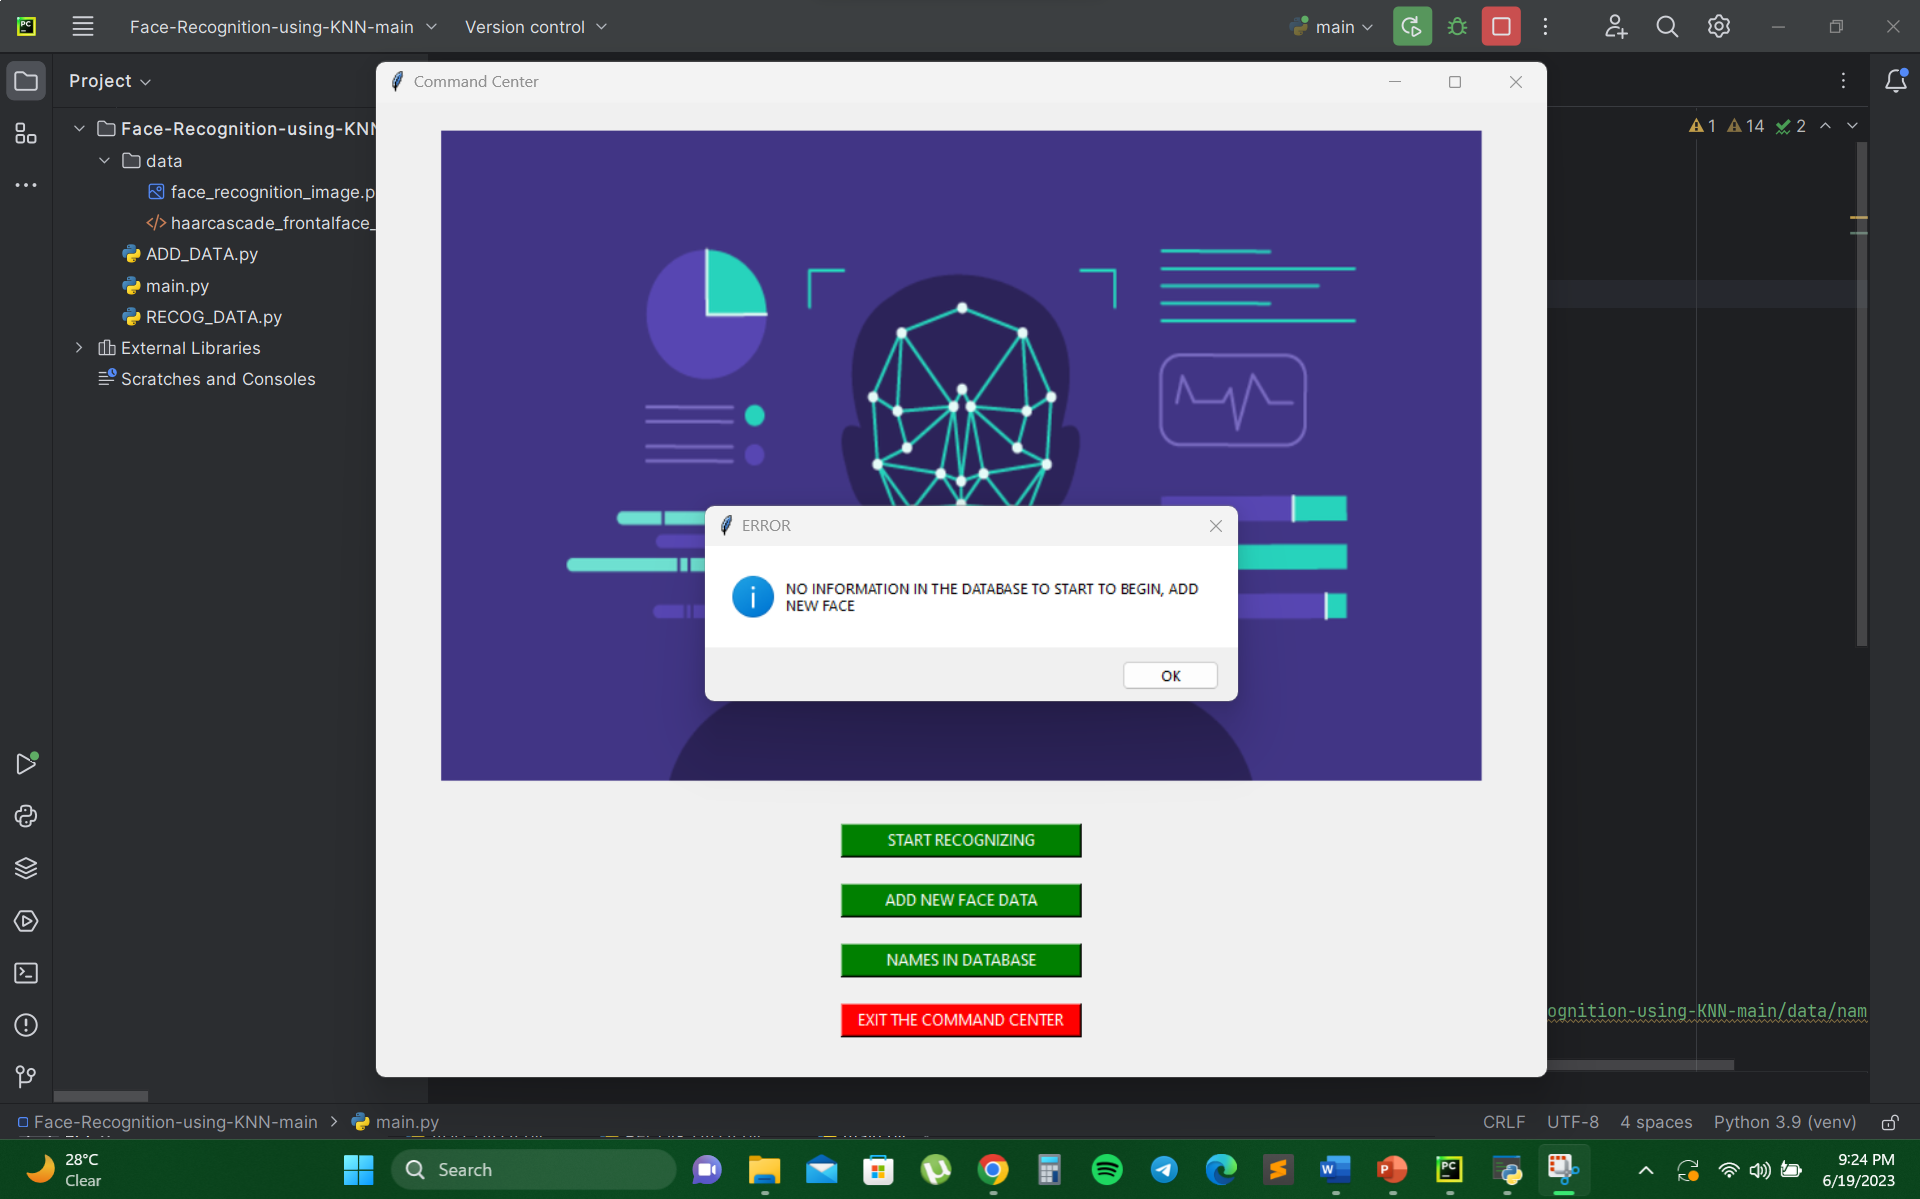 Face-Recognition-using-KNN-main
Version control
main
Project
Command Center
1 14 2
Face-Recognition-using-KNN
data
face_recognition_image.p
haarcascade_frontalface_
ADD_DATA.py
main.py
RECOG_DATA.py
External Libraries
Scratches and Consoles
ERROR
NO INFORMATION IN THE DATABASE TO START TO BEGIN, ADD
NEW FACE
OK
START RECOGNIZING
ADD NEW FACE DATA
NAMES IN DATABASE
EXIT THE COMMAND CENTER
ognition-using-KNN-main/data/nam
Face-Recognition-using-KNN-main > main.py
CRLF UTF-8 4 spaces Python 3.9 (venv)
28°C
Clear
Search
9:24 PM
6/19/2023